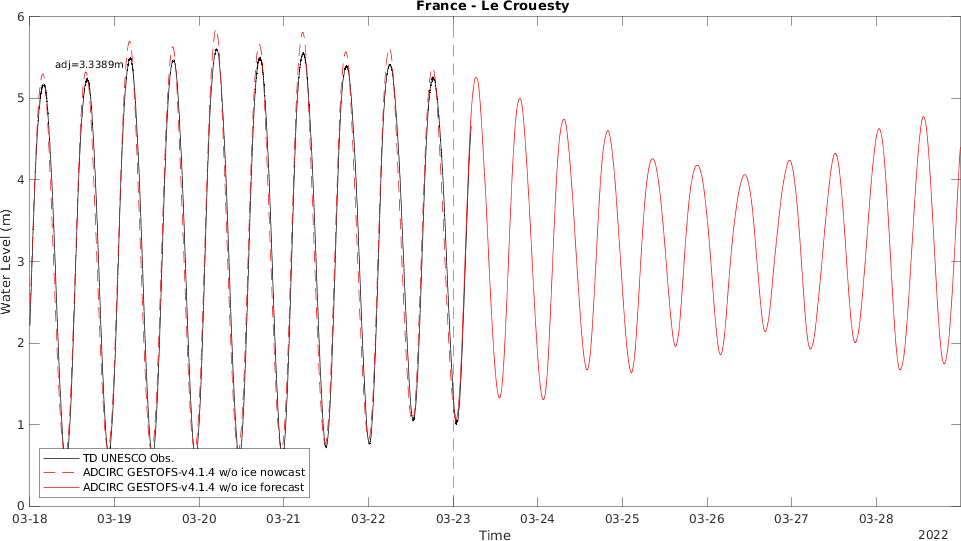 France - Le Crouesty
adj=3.3389m
Water Level (m)
6
5
4
3
2
1
0
TD UNESCO Obs.
ADCIRC GESTOFS-v4.1.4 w/o ice nowcast
ADCIRC GESTOFS-v4.1.4 w/o ice forecast
03-18 03-19 03-20 03-21 03-22 03-23 03-24 03-25 03-26 03-27 03-28
Time
2022